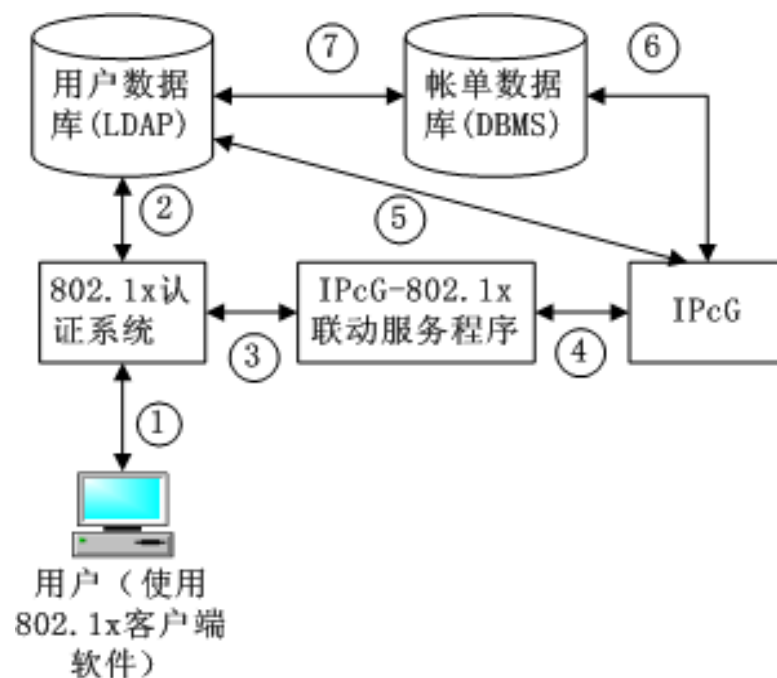 用户数据
库(LDAP)
⑦
帐单数据
库(DBMS)
⑥
②
⑤
802.1x认
证系统
③
IPcG-802.1x
联动服务程序
④
IPcG
①
用户（使用
802.1x客户端
软件）